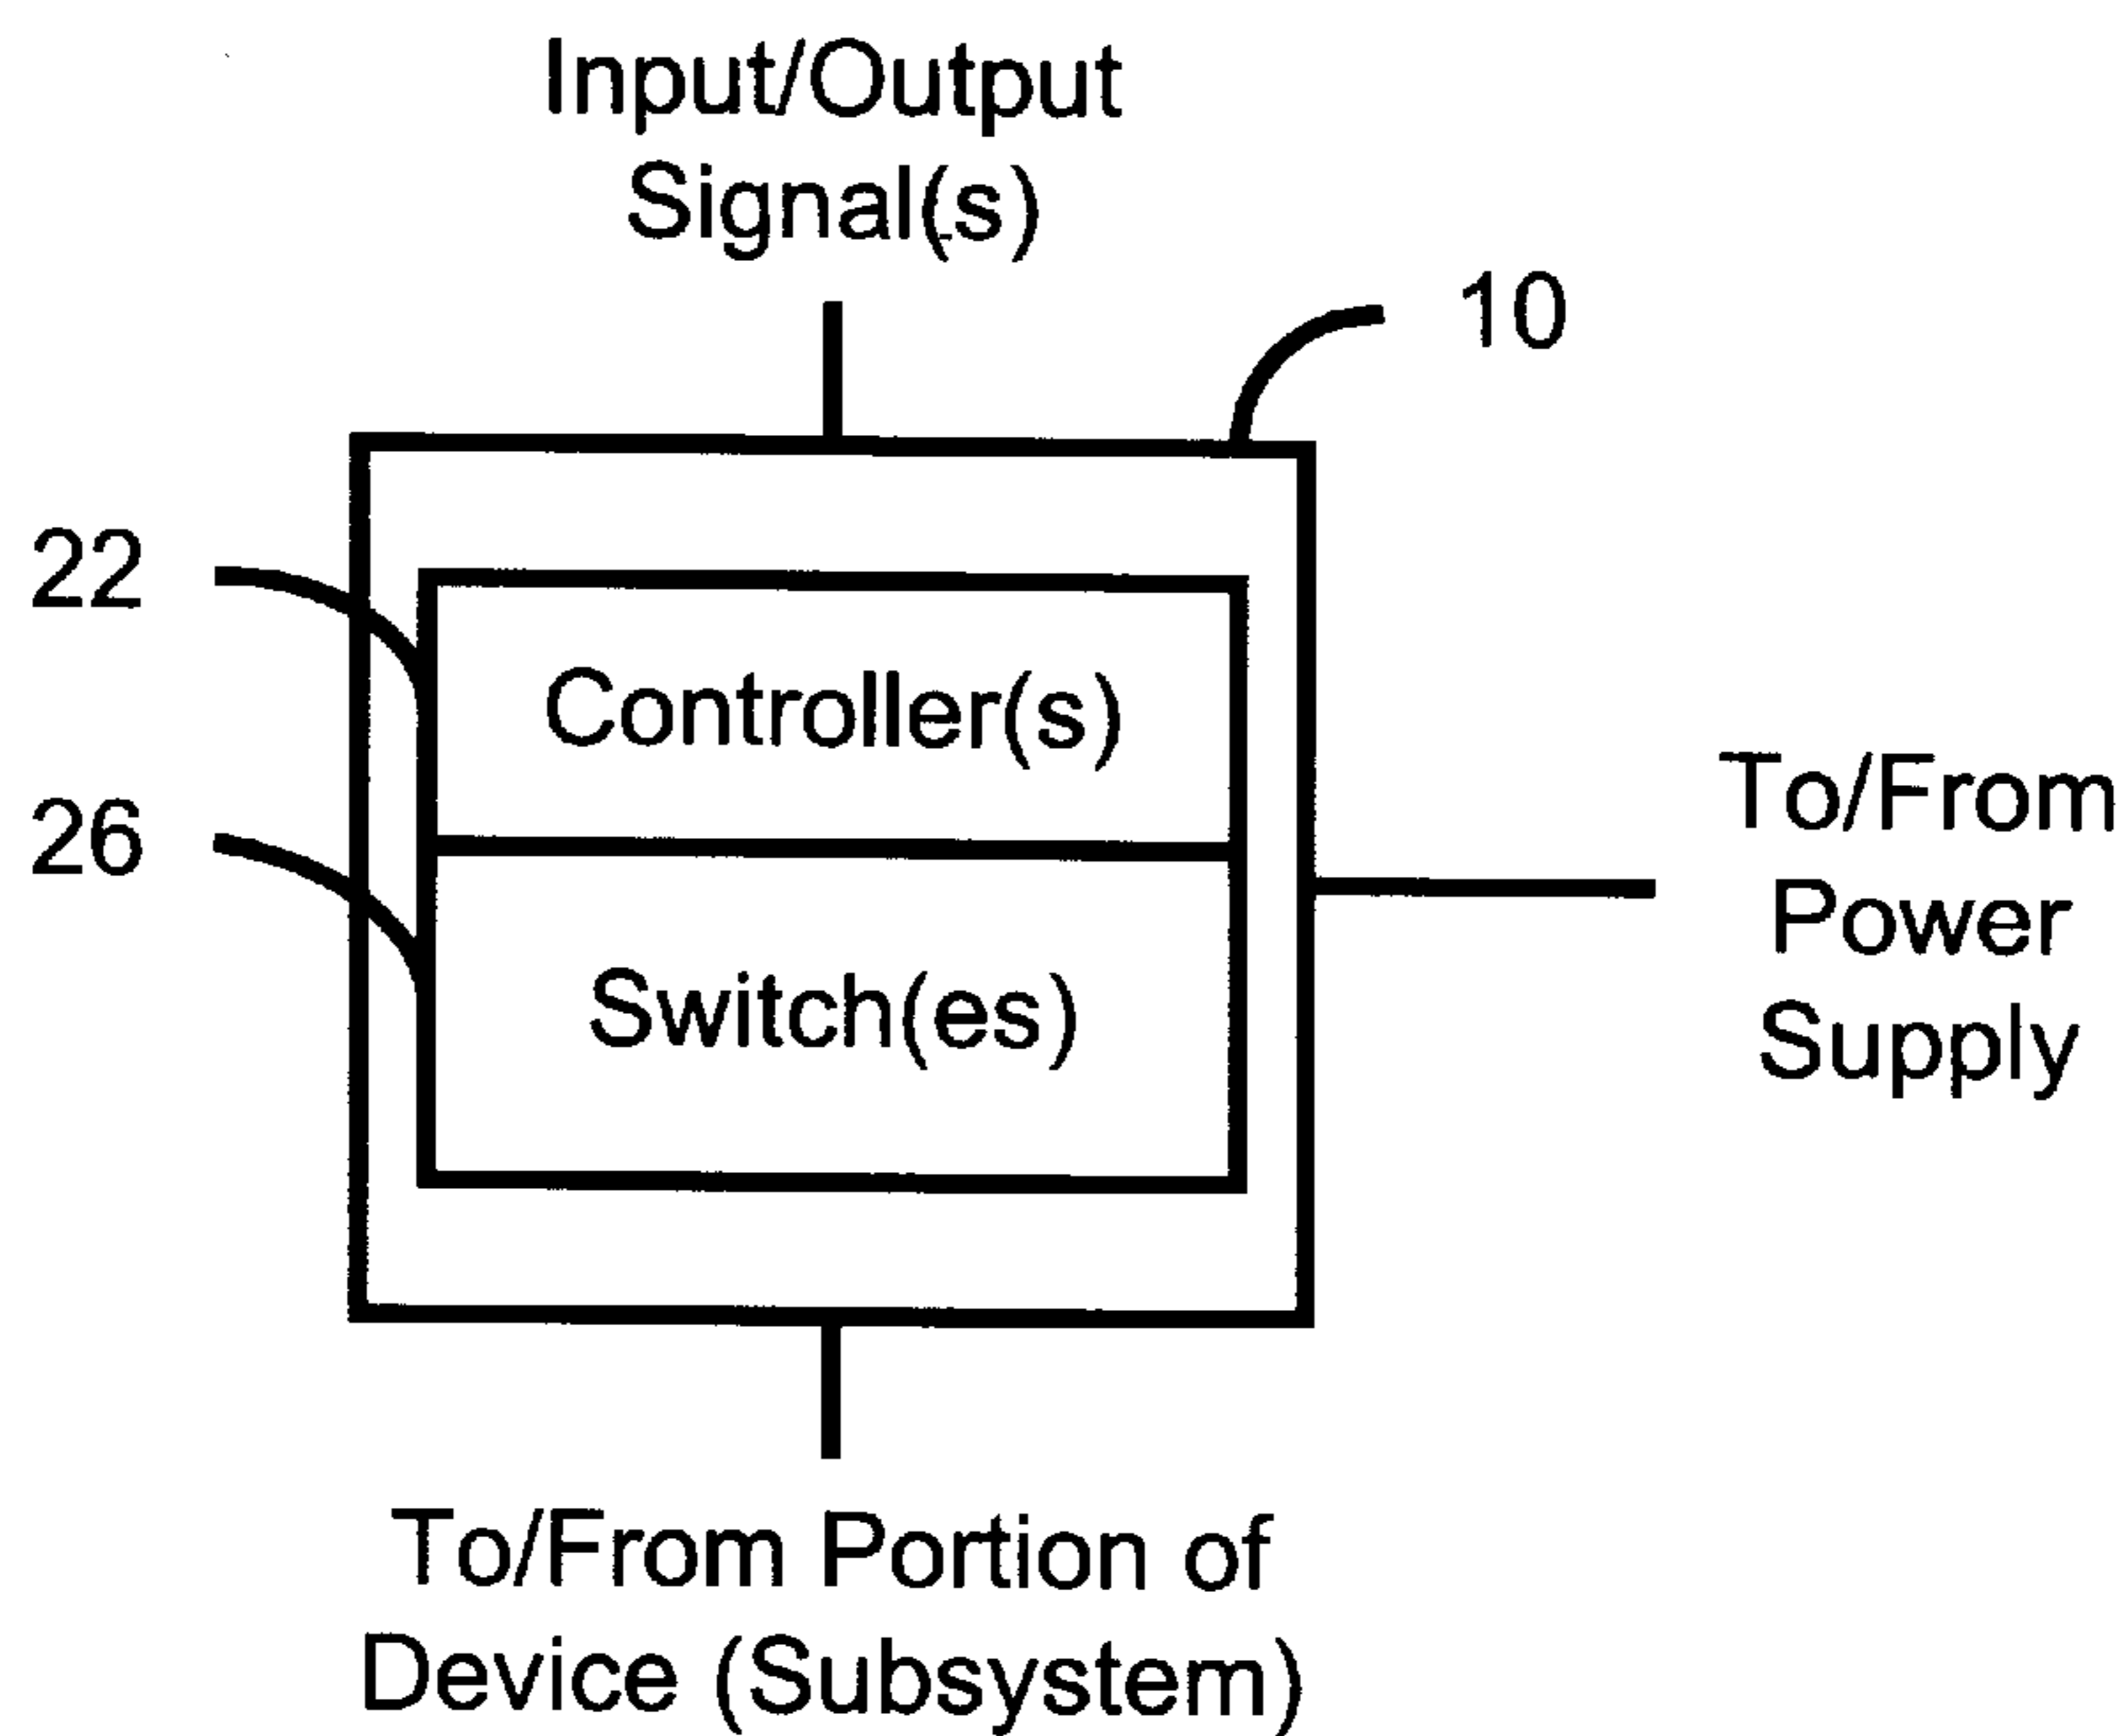 Input/Output
Signal(s)
10
22
Controller(s)
26
Switch(es)
To/From
Power
Supply
To/From Portion of
Device (Subsystem)